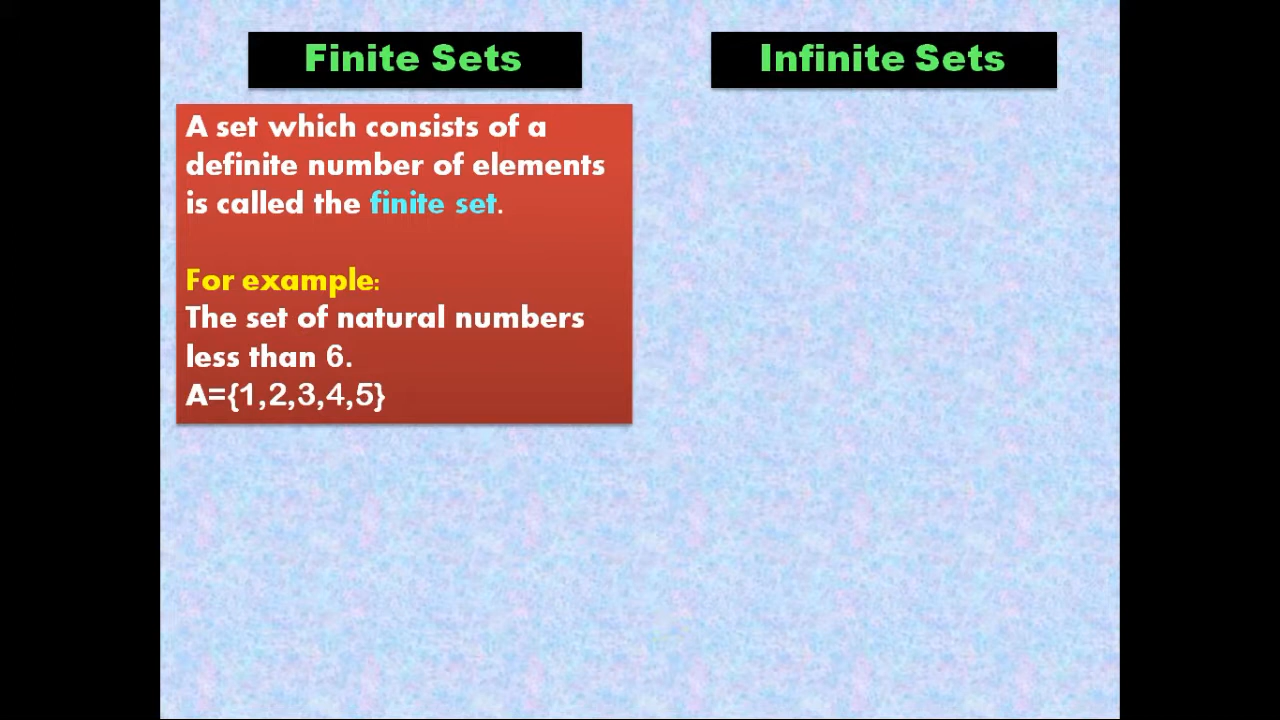 Finite Sets
Infinite Sets
A set which consists of a
definite number of elements
is called the finite set.
For example:
The set of natural numbers
less than 6.
A={1,2,3,4,5}